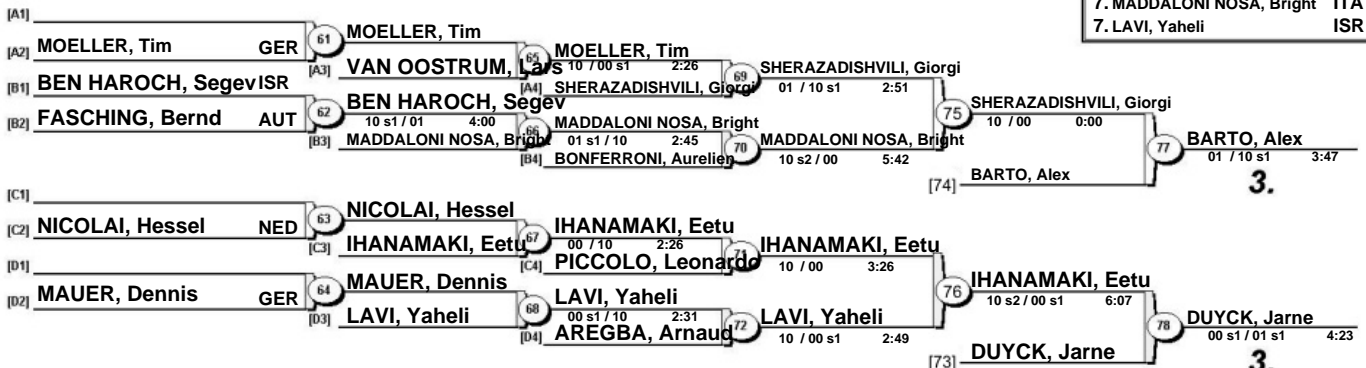 7. MADDALONI NOSA, Bright ITA
7. LAVI, Yaheli ISR
[A1]
[A2] MOELLER, Tim GER
61 MOELLER, Tim
[A3] VAN OOSTRUM, Lars
65 MOELLER, Tim
10 / 00 s1 2:26
[A4] SHERAZADISHVILI, Giorgi
69 SHERAZADISHVILI, Giorgi
01 / 10 s1 2:51
[B1] BEN HAROCH, Segev ISR
[B2] FASCHING, Bernd AUT
62 BEN HAROCH, Segev
10 s1 / 01 4:00
[B3] MADDALONI NOSA, Bright
66 MADDALONI NOSA, Bright
01 s1 / 10 2:45
[B4] BONFERRONI, Aurelien
70 MADDALONI NOSA, Bright
10 s2 / 00 5:42
75 SHERAZADISHVILI, Giorgi
10 / 00 0:00
[74] BARTO, Alex
77 BARTO, Alex
01 / 10 s1 3:47
3.
[C1]
[C2] NICOLAI, Hessel NED
63 NICOLAI, Hessel
[C3] IHANAMAKI, Eetu
67 IHANAMAKI, Eetu
00 / 10 2:26
[C4] PICCOLO, Leonardo
71 IHANAMAKI, Eetu
10 / 00 3:26
[D1]
[D2] MAUER, Dennis GER
64 MAUER, Dennis
[D3] LAVI, Yaheli
68 LAVI, Yaheli
00 s1 / 10 2:31
[D4] AREGBA, Arnaud
72 LAVI, Yaheli
10 / 00 s1 2:49
76 IHANAMAKI, Eetu
10 s2 / 00 s1 6:07
[73] DUYCK, Jarne
78 DUYCK, Jarne
00 s1 / 01 s1 4:23
3.